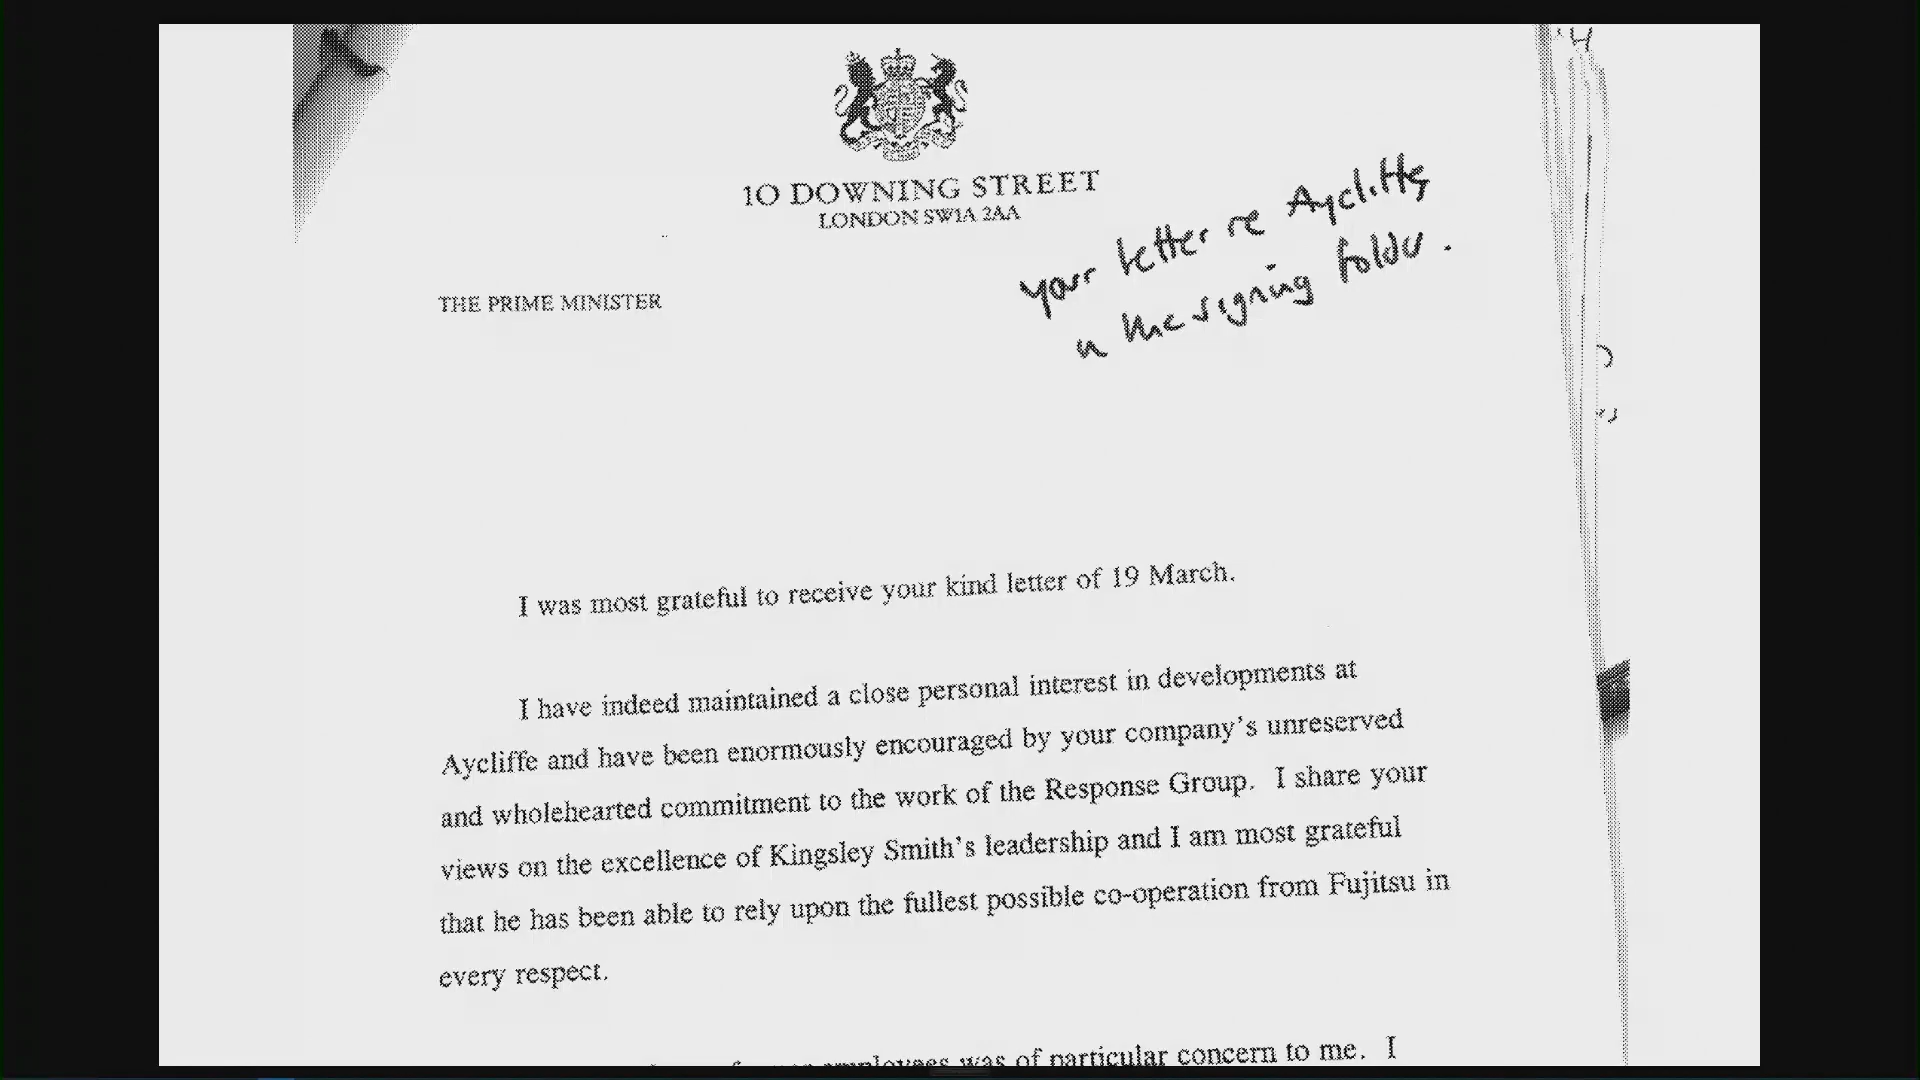 10 DOWNING STREET
LONDON SW1A 2AA
your letter re Aycliffe
in the signing folder.
THE PRIME MINISTER
I was most grateful to receive your kind letter of 19 March.
I have indeed maintained a close personal interest in developments at
Aycliffe and have been enormously encouraged by your company's unreserved
and wholehearted commitment to the work of the Response Group. I share your
views on the excellence of Kingsley Smith's leadership and I am most grateful
that he has been able to rely upon the fullest possible co-operation from Fujitsu in
every respect.
employees was of particular concern to me. I